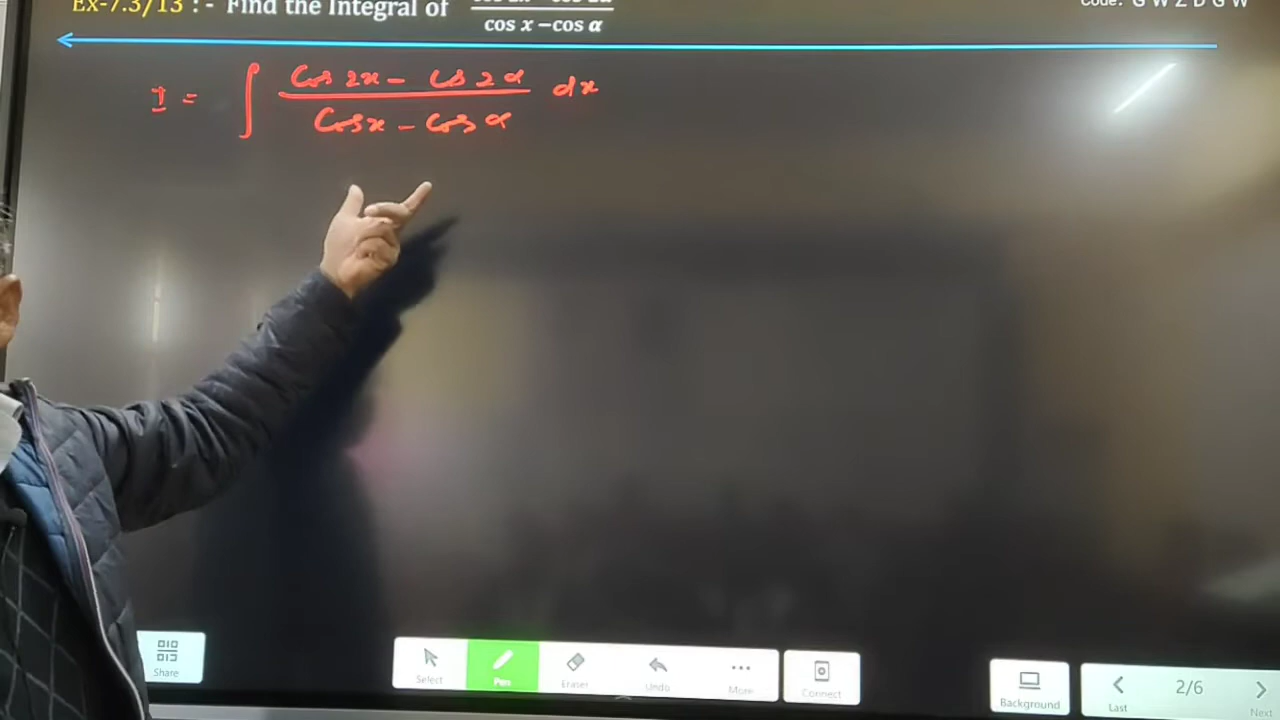 Ex-7.3/13 :- Find the Integral of
cos x – cos α
Code: G W Z D G W
I = ∫ Cos 2x – Cos 2α / Cos x – Cos α dx
Share
Select
Pen
Eraser
Undo
More
Connect
Background
Last
2/6
Next